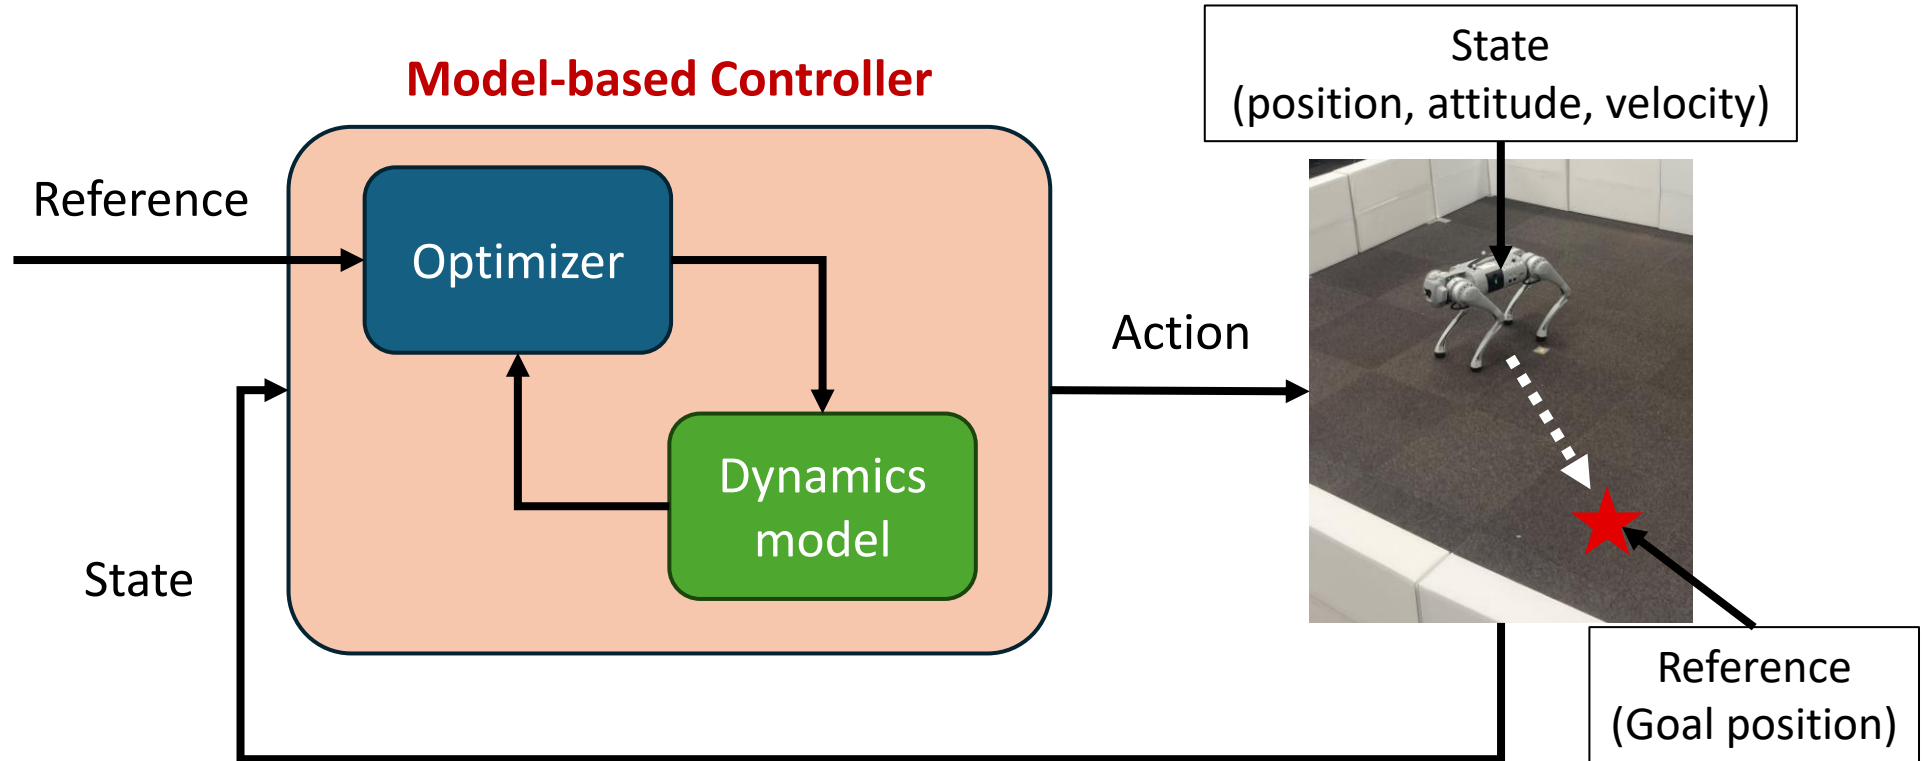 Model-based Controller
Reference
Optimizer
Dynamics
model
State
Action
State
(position, attitude, velocity)
Reference
(Goal position)